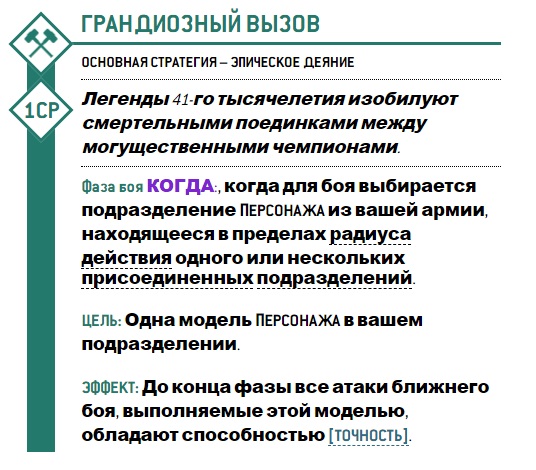 ГРАНДИОЗНЫЙ ВЫЗОВ
ОСНОВНАЯ СТРАТЕГИЯ – ЭПИЧЕСКОЕ ДЕЯНИЕ
1CP
Легенды 41-го тысячелетия изобилуют
смертельными поединками между
могущественными чемпионами.
Фаза боя КОГДА:, когда для боя выбирается
подразделение ПЕРСОНАЖА из вашей армии,
находящееся в пределах радиуса
действия одного или нескольких
присоединенных подразделений.
ЦЕЛЬ: Одна модель ПЕРСОНАЖА в вашем
подразделении.
ЭФФЕКТ: До конца фазы все атаки ближнего
боя, выполняемые этой моделью,
обладают способностью [ТОЧНОСТЬ].